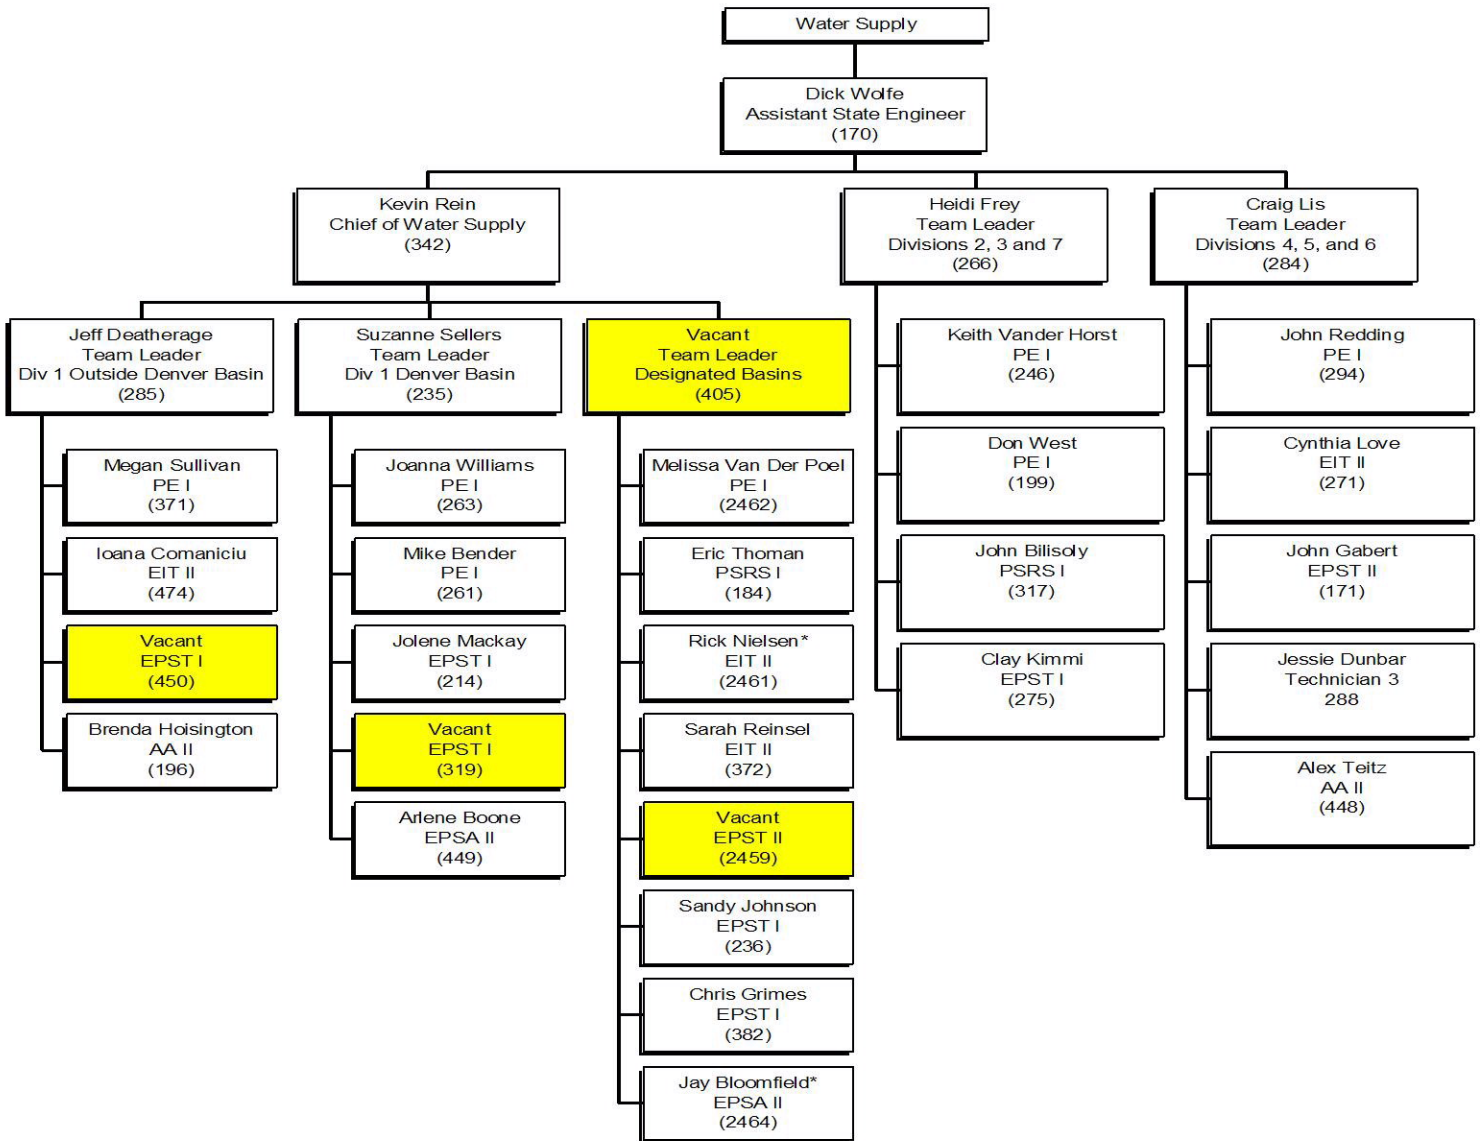 Water Supply
Dick Wolfe
Assistant State Engineer
(170)
Kevin Rein
Chief of Water Supply
(342)
Heidi Frey
Team Leader
Divisions 2, 3 and 7
(266)
Craig Lis
Team Leader
Divisions 4, 5, and 6
(284)
Jeff Deatherage
Team Leader
Div 1 Outside Denver Basin
(285)
Suzanne Sellers
Team Leader
Div 1 Denver Basin
(235)
Vacant
Team Leader
Designated Basins
(405)
Megan Sullivan
PE I
(371)
Ioana Comaniciu
EIT II
(474)
Vacant
EPST I
(450)
Brenda Hoisington
AA II
(196)
Joanna Williams
PE I
(263)
Mike Bender
PE I
(261)
Jolene Mackay
EPST I
(214)
Vacant
EPST I
(319)
Arlene Boone
EPSA II
(449)
Melissa Van Der Poel
PE I
(2462)
Eric Thoman
PSRS I
(184)
Rick Nielsen*
EIT II
(2461)
Sarah Reinsel
EIT II
(372)
Vacant
EPST II
(2459)
Sandy Johnson
EPST I
(236)
Chris Grimes
EPST I
(382)
Jay Bloomfield*
EPSA II
(2464)
Keith Vander Horst
PE I
(246)
Don West
PE I
(199)
John Bilisoly
PSRS I
(317)
Clay Kimmi
EPST I
(275)
John Redding
PE I
(294)
Cynthia Love
EIT II
(271)
John Gabert
EPST II
(171)
Jessie Dunbar
Technician 3
288
Alex Teitz
AA II
(448)